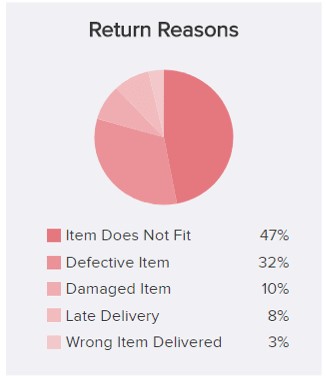 Return Reasons
Item Does Not Fit 47%
Defective Item 32%
Damaged Item 10%
Late Delivery 8%
Wrong Item Delivered 3%